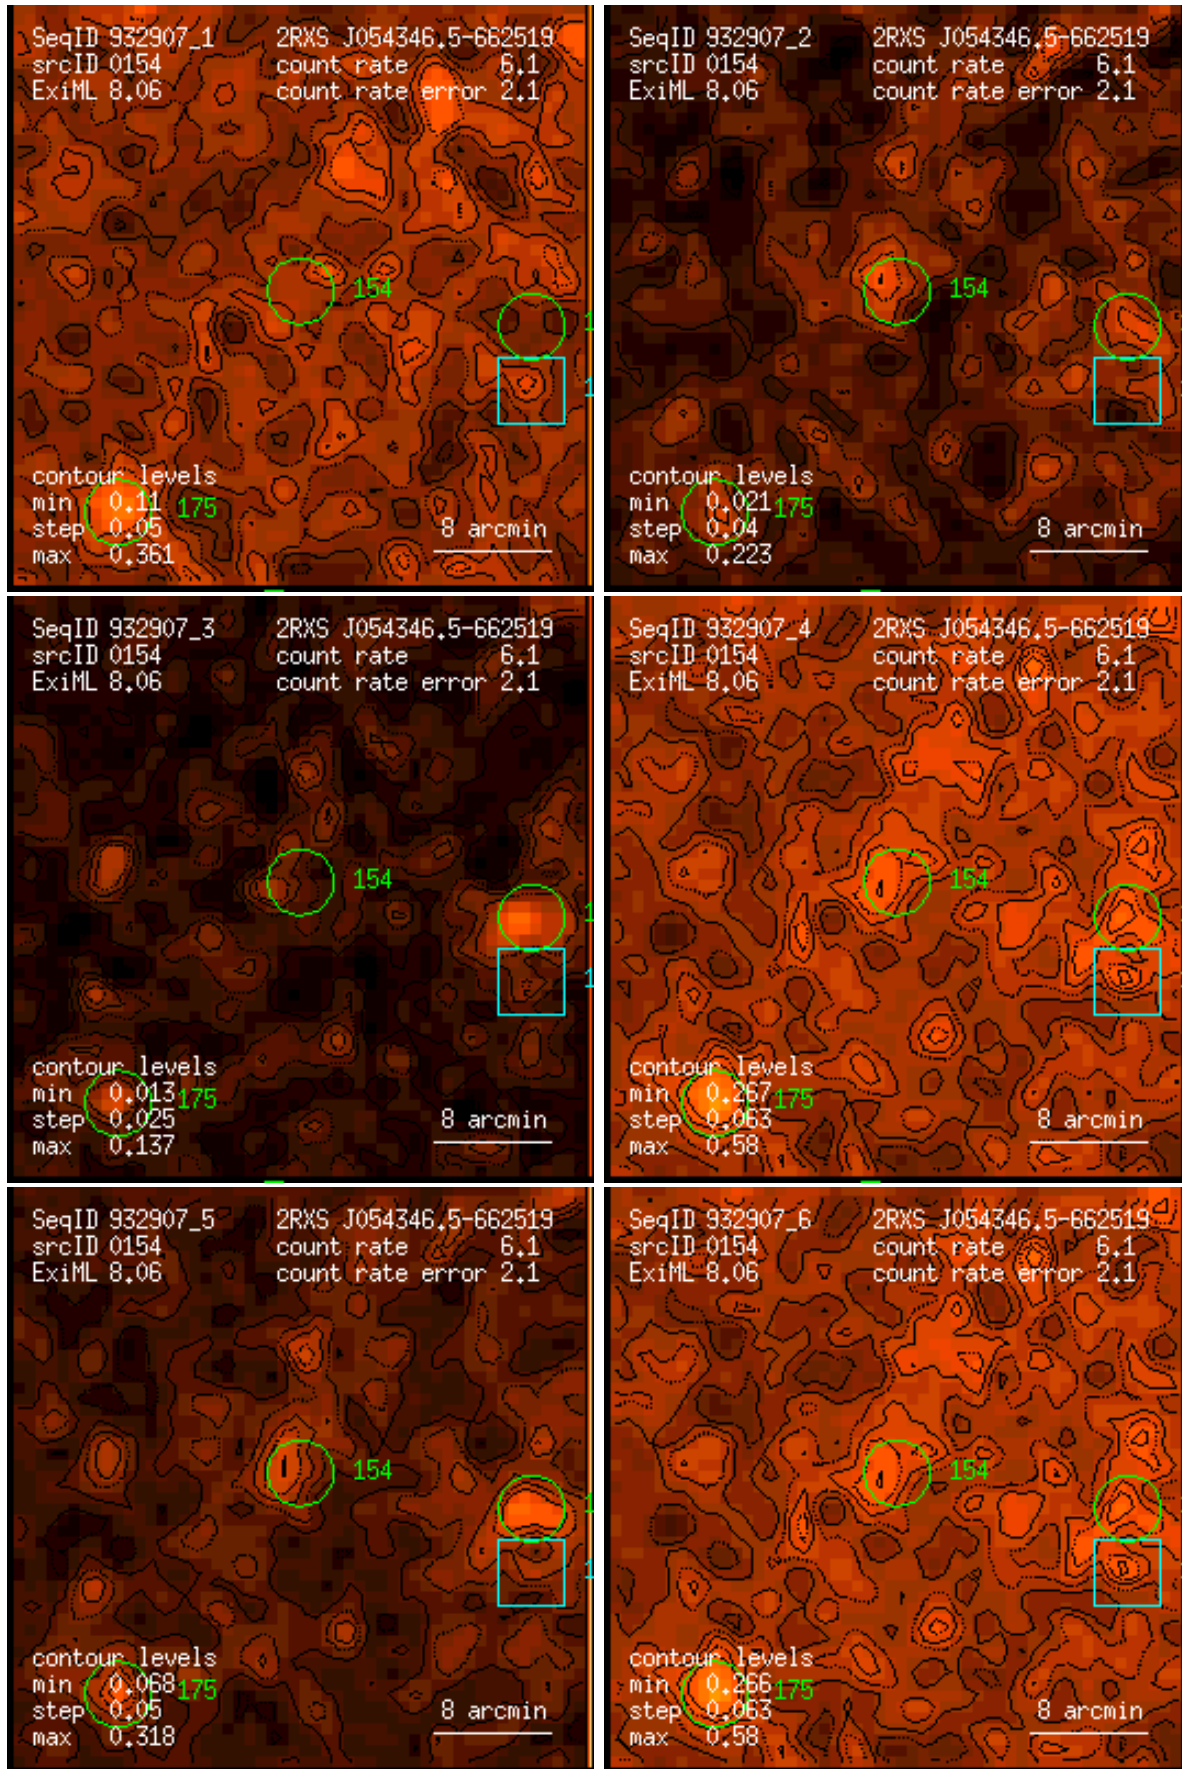 SeqID 932907_1 2RXS J054346.5-662519
srcID 0154 count rate 6.1
ExiML 8.06 count rate error 2.1
154
1
1
contour levels
min 0.11 175
step 0.05 8 arcmin
max 0.361
SeqID 932907_2 2RXS J054346.5-662519
srcID 0154 count rate 6.1
ExiML 8.06 count rate error 2.1
154
contour levels
min 0.021 175
step 0.04 8 arcmin
max 0.223
SeqID 932907_3 2RXS J054346.5-662519
srcID 0154 count rate 6.1
ExiML 8.06 count rate error 2.1
154
1
1
contour levels
min 0.013 175
step 0.025 8 arcmin
max 0.137
SeqID 932907_4 2RXS J054346.5-662519
srcID 0154 count rate 6.1
ExiML 8.06 count rate error 2.1
154
contour levels
min 0.267 175
step 0.063 8 arcmin
max 0.58
SeqID 932907_5 2RXS J054346.5-662519
srcID 0154 count rate 6.1
ExiML 8.06 count rate error 2.1
154
1
1
contour levels
min 0.068 175
step 0.05 8 arcmin
max 0.318
SeqID 932907_6 2RXS J054346.5-662519
srcID 0154 count rate 6.1
ExiML 8.06 count rate error 2.1
154
contour levels
min 0.266 175
step 0.063 8 arcmin
max 0.58